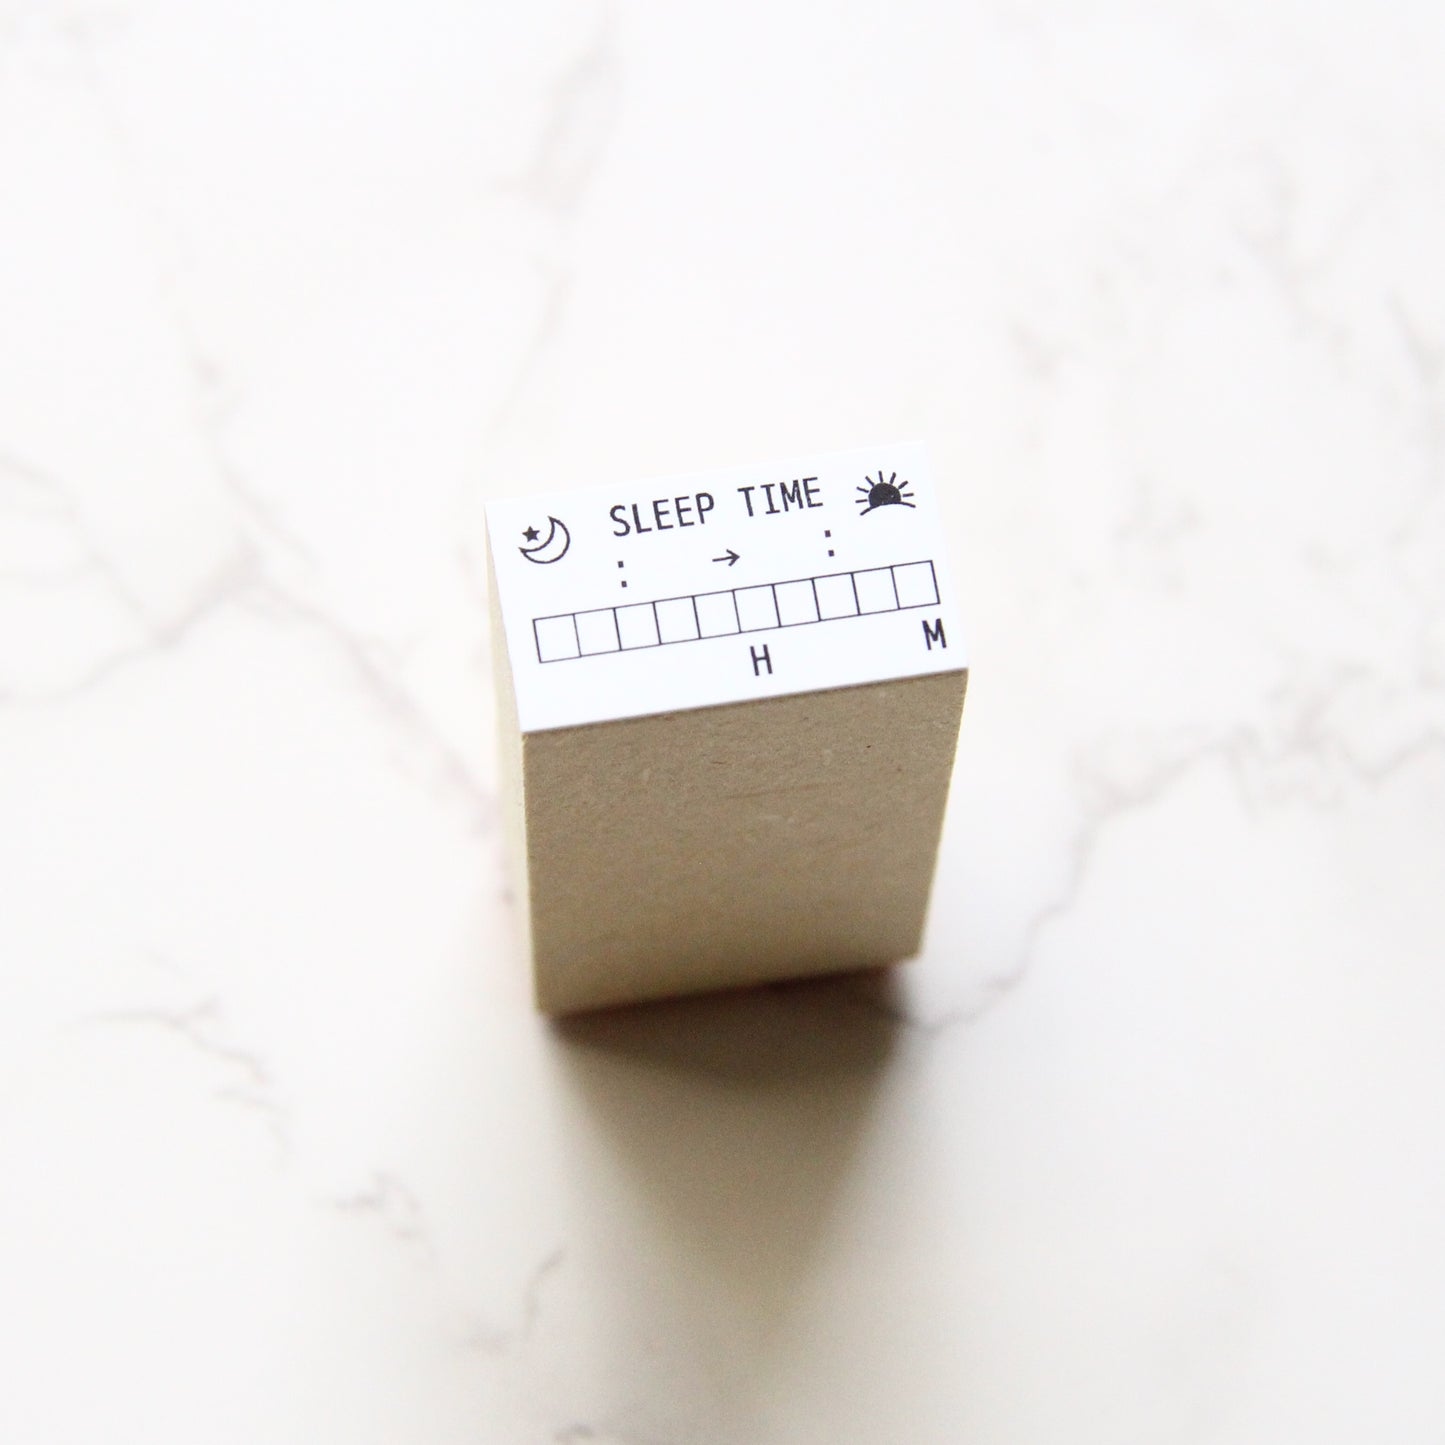 SLEEP TIME
: → :
H M